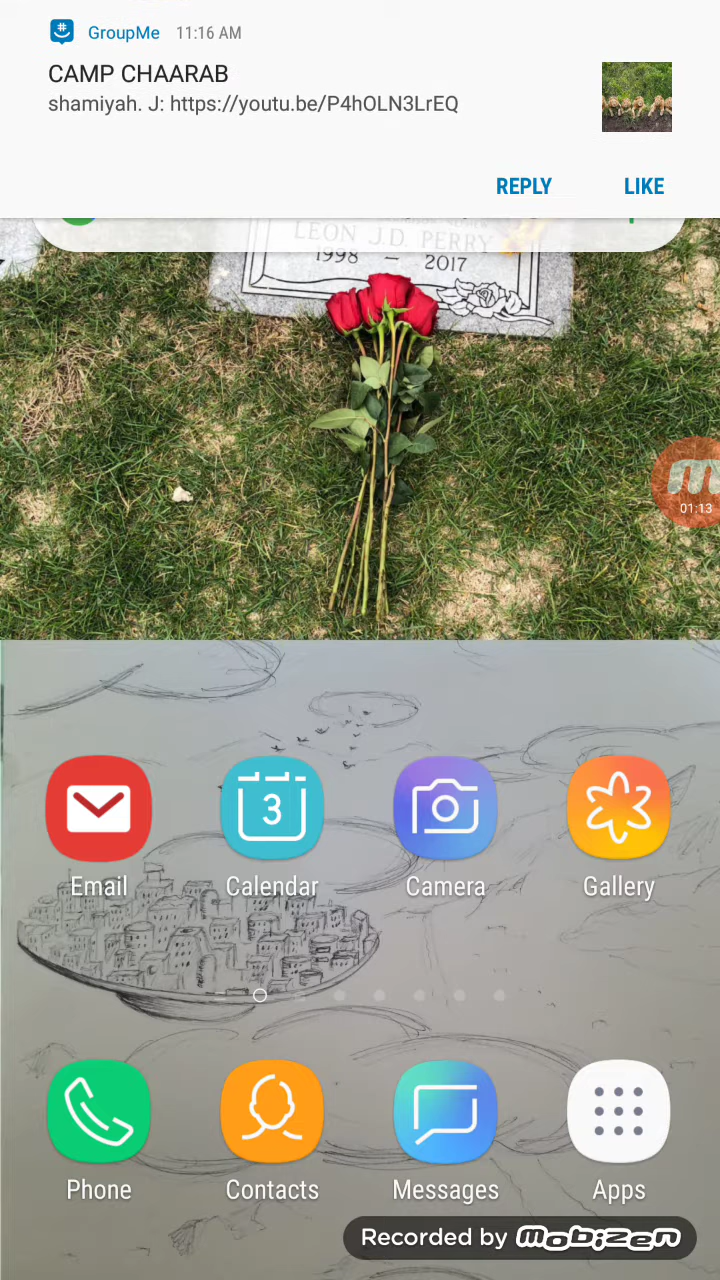 GroupMe 11:16 AM
CAMP CHAARAB
shamiyah. J: https://youtu.be/P4hOLN3LrEQ
REPLY LIKE
LEON J.D. PERRY
1998 — 2017
01:13
3
Email Calendar Camera Gallery
Phone Contacts Messages Apps
Recorded by mobizen